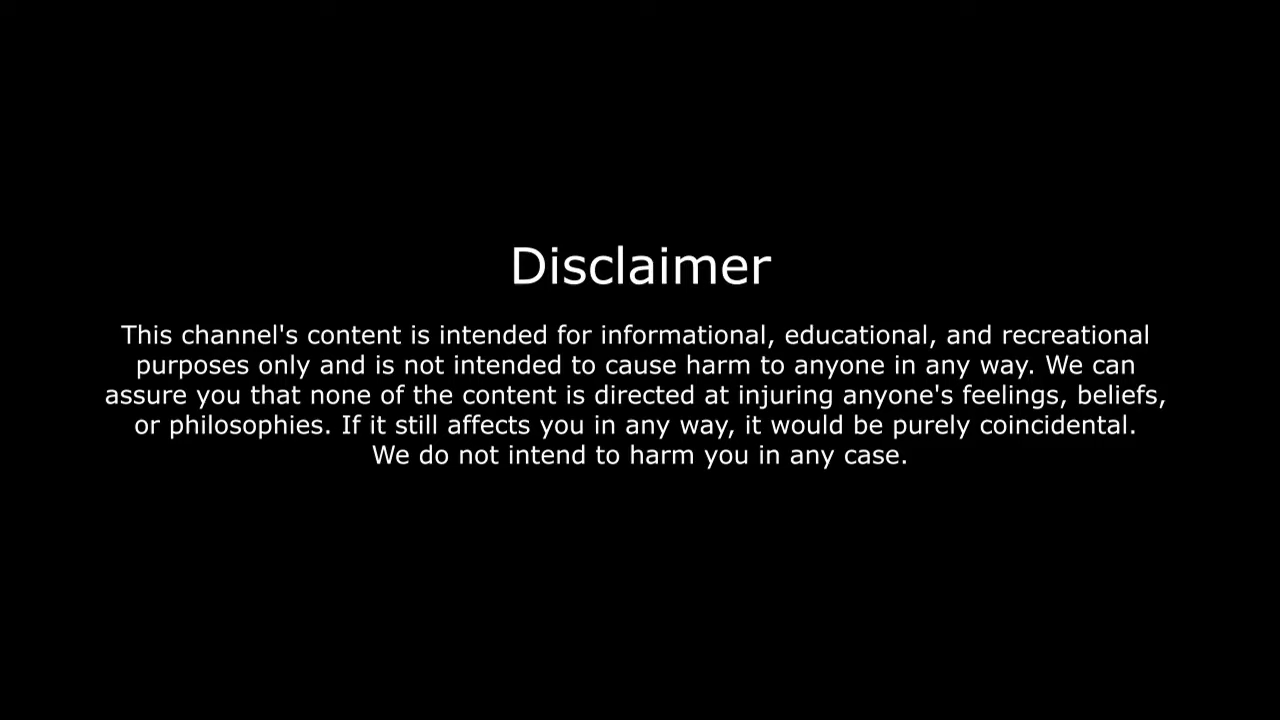 Disclaimer
This channel's content is intended for informational, educational, and recreational
purposes only and is not intended to cause harm to anyone in any way. We can
assure you that none of the content is directed at injuring anyone's feelings, beliefs,
or philosophies. If it still affects you in any way, it would be purely coincidental.
We do not intend to harm you in any case.